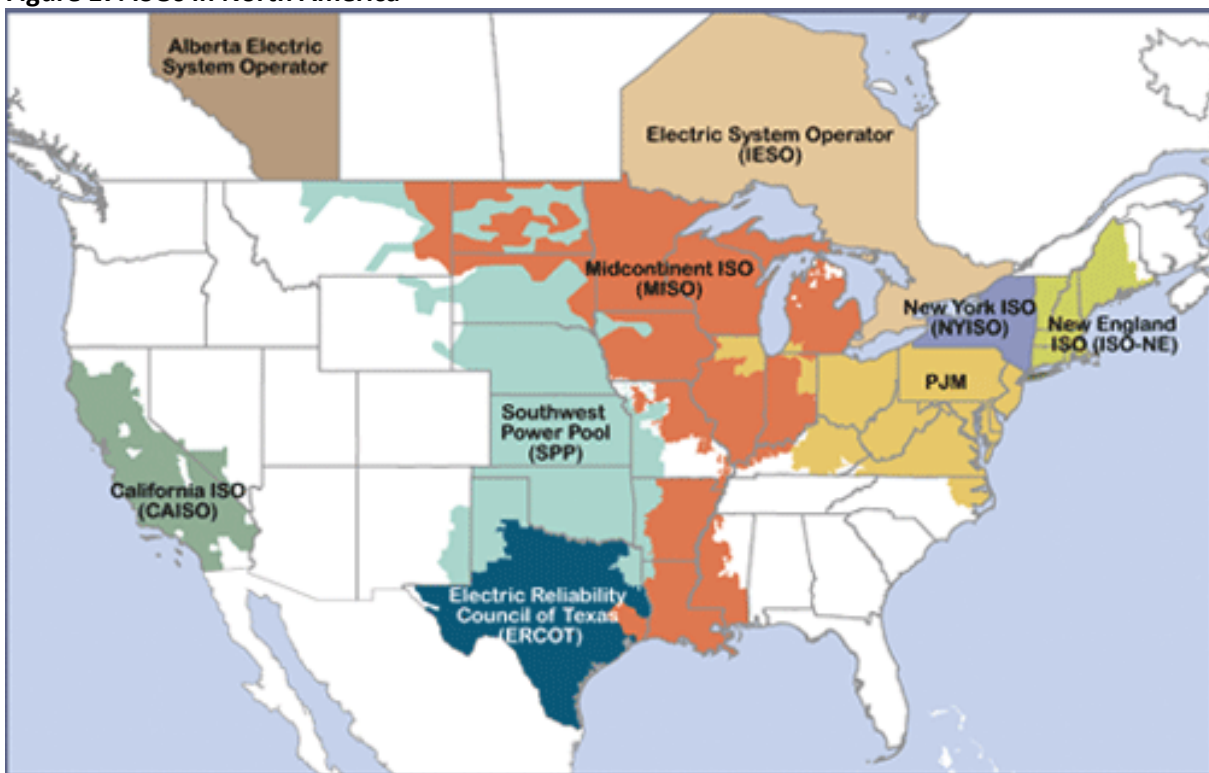 Alberta Electric
System Operator
Electric System Operator
(IESO)
Midcontinent ISO
(MISO)
New York ISO
(NYISO)
New England
ISO (ISO-NE)
PJM
Southwest
Power Pool
(SPP)
California ISO
(CAISO)
Electric Reliability
Council of Texas
(ERCOT)